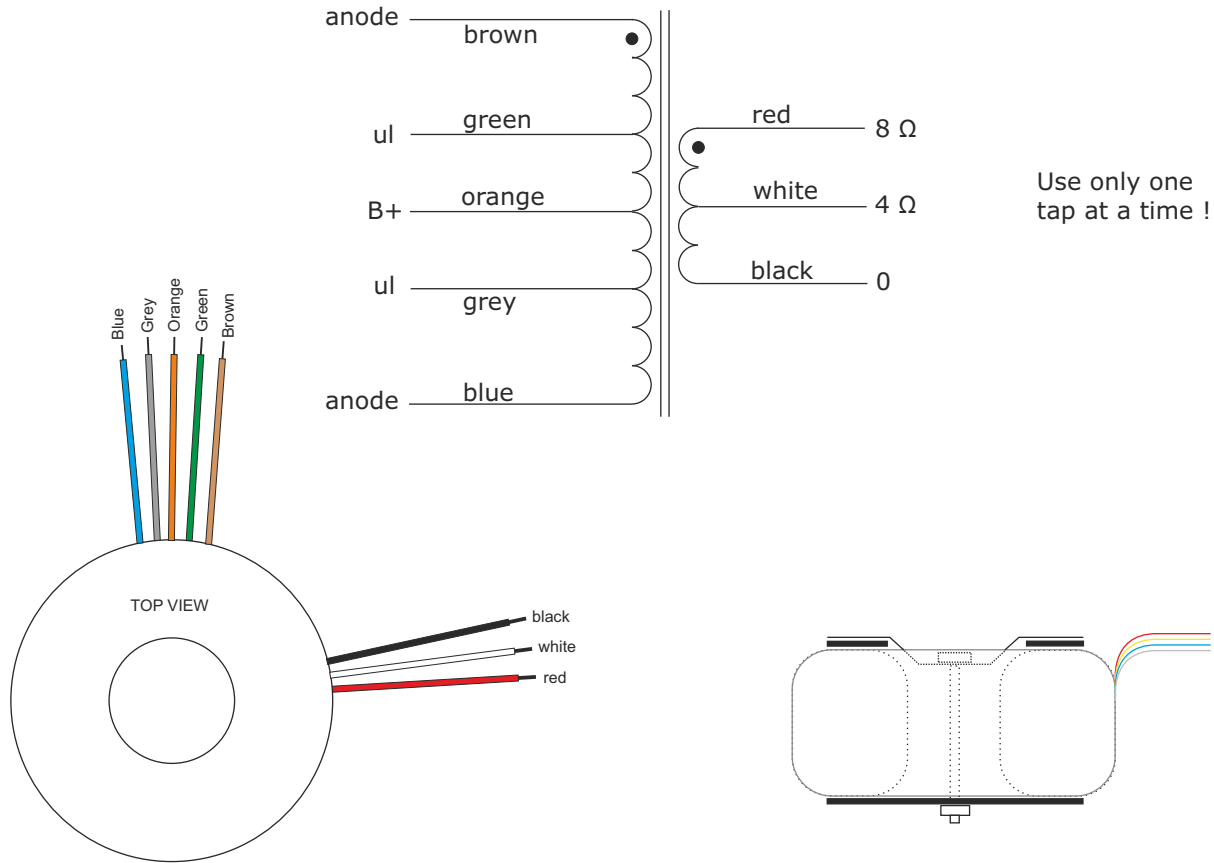 anode
brown
green
ul
orange
B+
ul
grey
blue
anode
red
8 Ω
white
4 Ω
black
0
Use only one
tap at a time !
Blue
Grey
Orange
Green
Brown
TOP VIEW
black
white
red